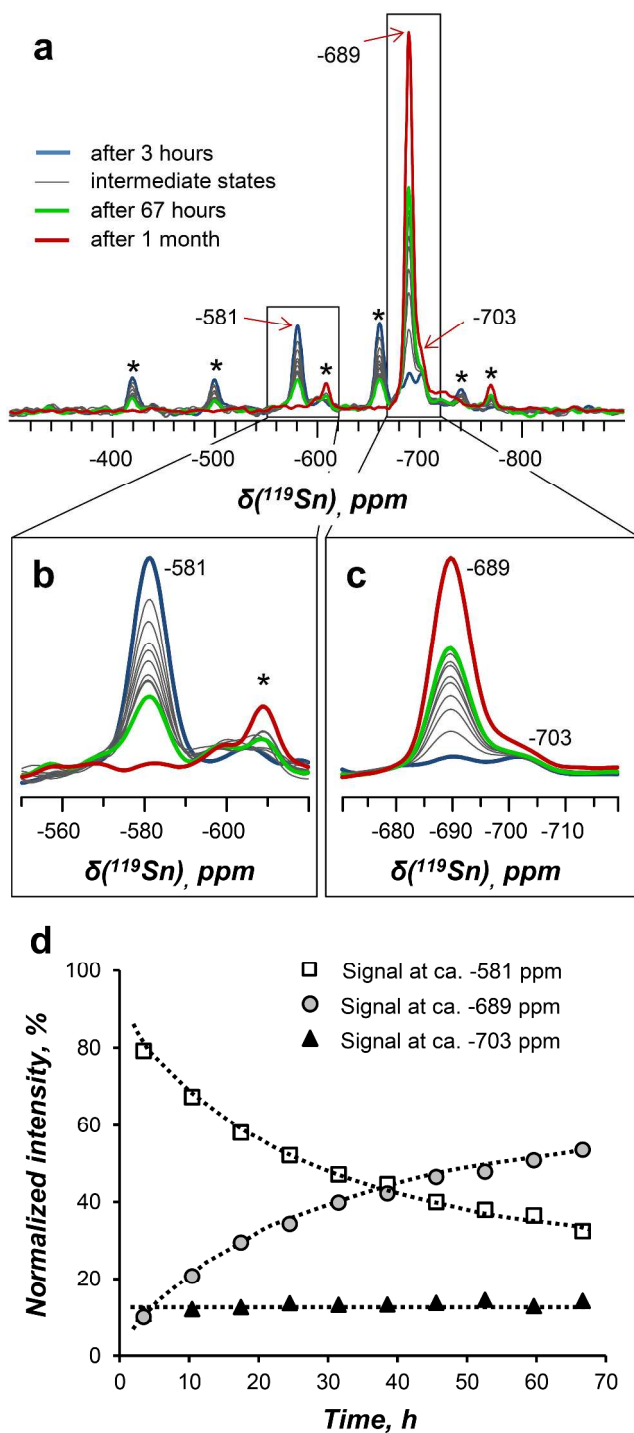 a
-689
after 3 hours
intermediate states
after 67 hours
after 1 month
-581
-703
* * * * * *
-400 -500 -600 -700 -800
δ(¹¹⁹Sn), ppm
b
-581
*
-560 -580 -600
δ(¹¹⁹Sn), ppm
c
-689
-703
-680 -690 -700 -710
δ(¹¹⁹Sn), ppm
d
Signal at ca. -581 ppm
Signal at ca. -689 ppm
Signal at ca. -703 ppm
Normalized intensity, %
100
80
60
40
20
0
0 10 20 30 40 50 60 70
Time, h